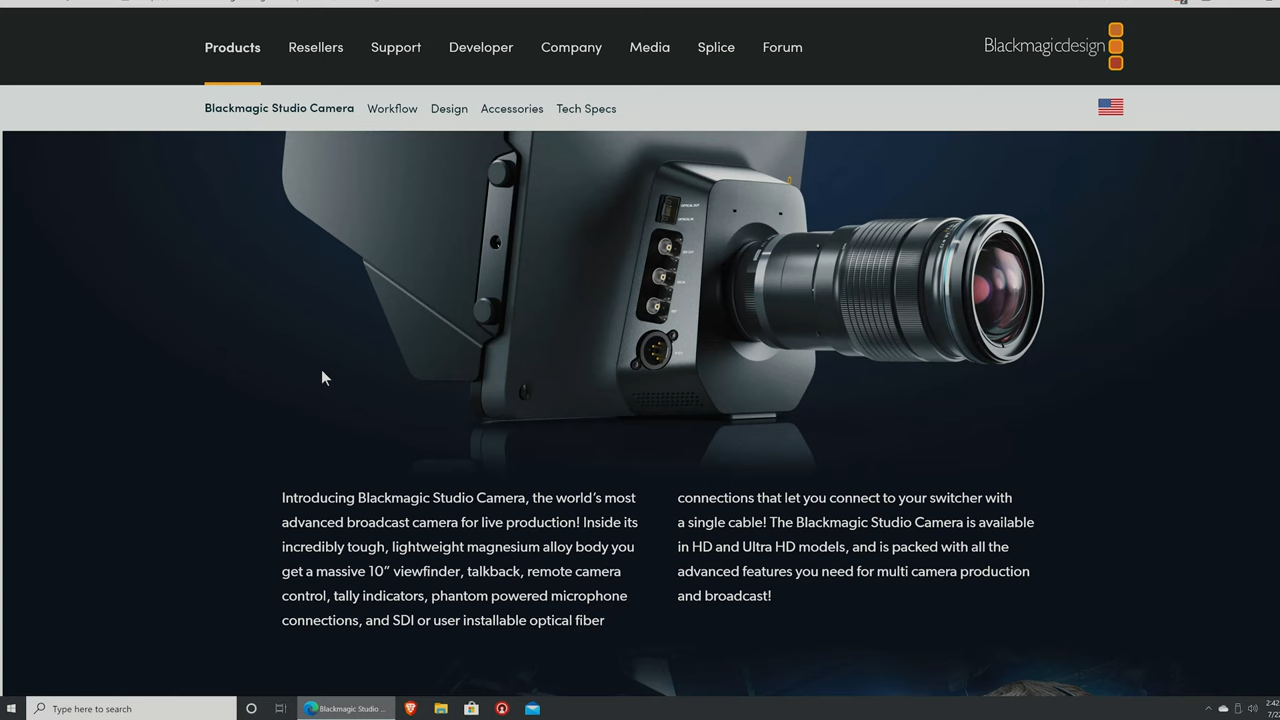 Products Resellers Support Developer Company Media Splice Forum
Blackmagicdesign
Blackmagic Studio Camera Workflow Design Accessories Tech Specs
Introducing Blackmagic Studio Camera, the world’s most
advanced broadcast camera for live production! Inside its
incredibly tough, lightweight magnesium alloy body you
get a massive 10” viewfinder, talkback, remote camera
control, tally indicators, phantom powered microphone
connections, and SDI or user installable optical fiber
connections that let you connect to your switcher with
a single cable! The Blackmagic Studio Camera is available
in HD and Ultra HD models, and is packed with all the
advanced features you need for multi camera production
and broadcast!
Type here to search
Blackmagic Studio ...